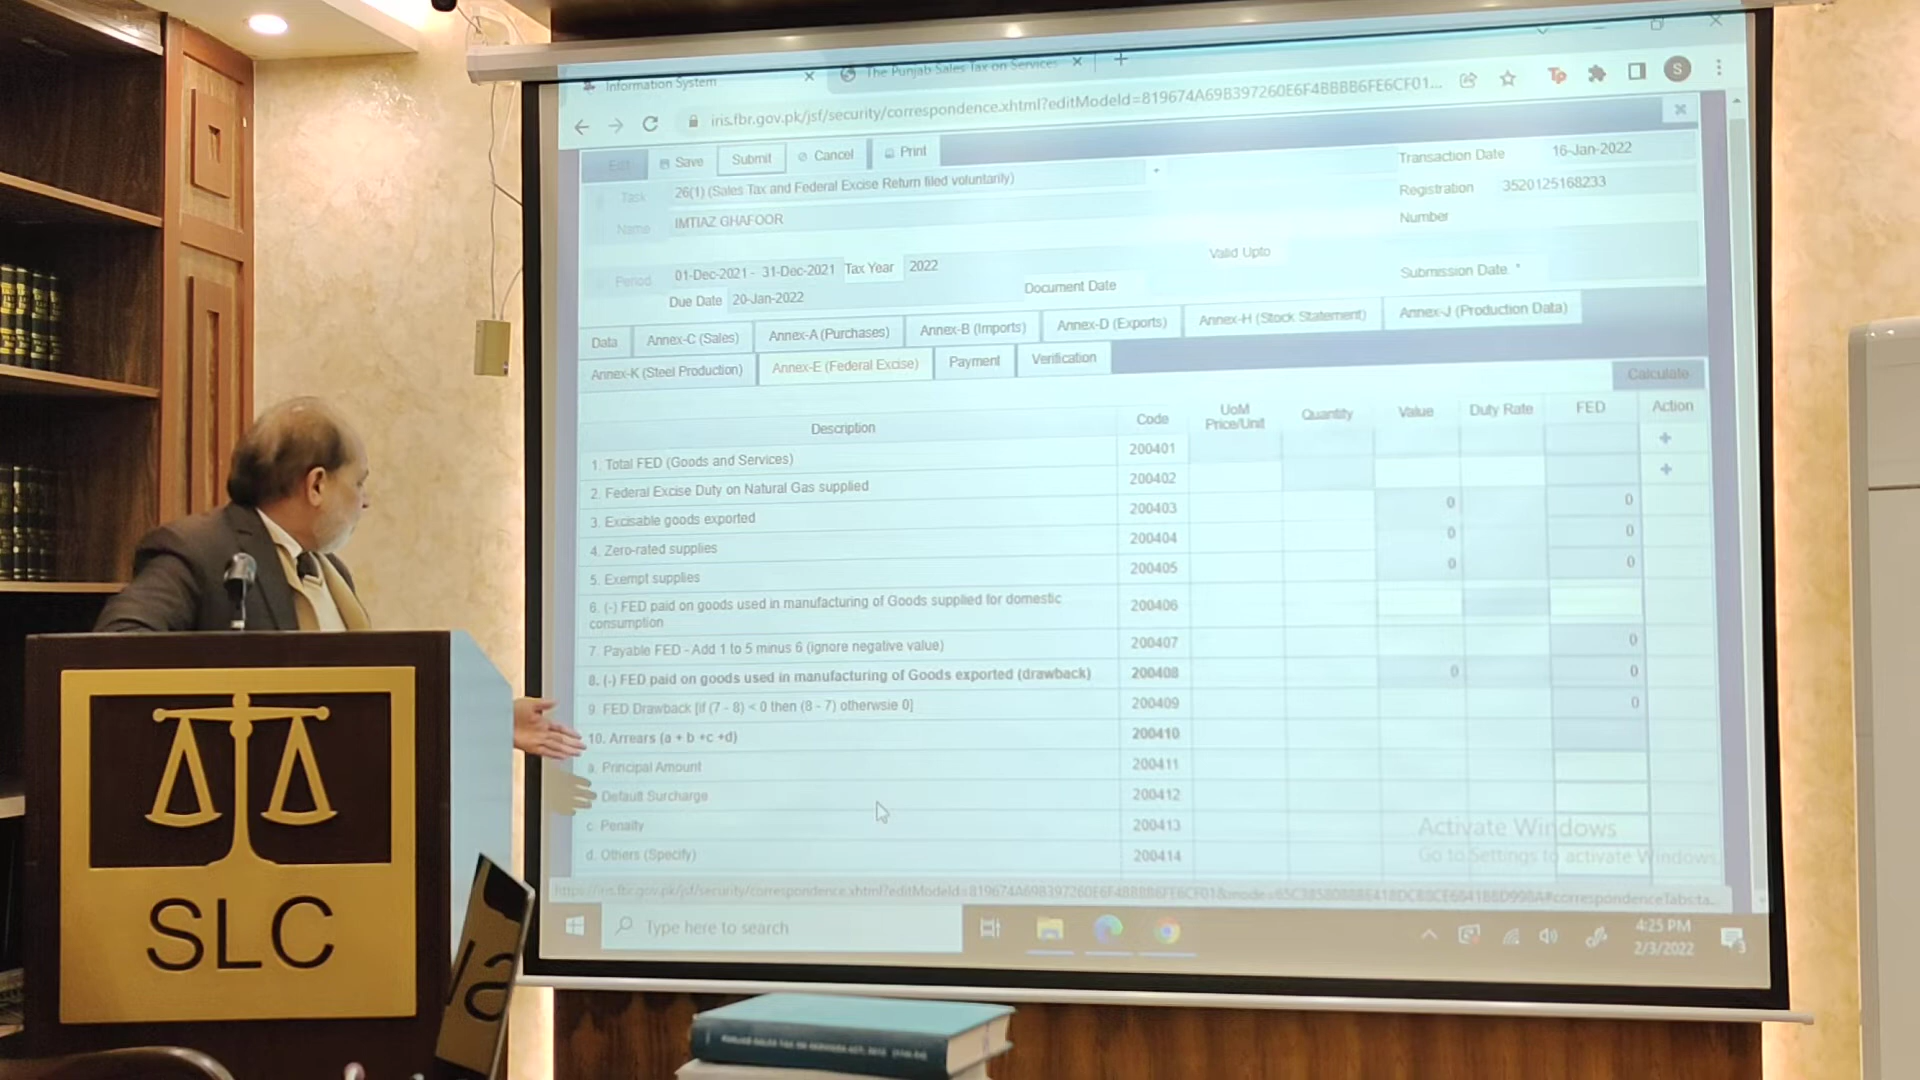 Information System
The Punjab Sales Tax on Services
iris.fbr.gov.pk/jsf/security/correspondence.xhtml?editModeId=819674A69B397260E6F4BBBB6FE6CF01...
S
Edit Save Submit Cancel Print
Transaction Date 16-Jan-2022
Task 26(1) (Sales Tax and Federal Excise Return filed voluntarily)
Registration 3520125168233
Number
Name IMTIAZ GHAFOOR
Valid Upto
Period 01-Dec-2021 - 31-Dec-2021 Tax Year 2022
Submission Date *
Due Date 20-Jan-2022 Document Date
Data Annex-C (Sales) Annex-A (Purchases) Annex-B (Imports) Annex-D (Exports) Annex-H (Stock Statement) Annex-J (Production Data)
Annex-K (Steel Production) Annex-E (Federal Excise) Payment Verification
Calculate
Description Code UoM Price/Unit Quantity Value Duty Rate FED Action
1. Total FED (Goods and Services) 200401 +
2. Federal Excise Duty on Natural Gas supplied 200402 +
3. Excisable goods exported 200403 0 0
4. Zero-rated supplies 200404 0 0
5. Exempt supplies 200405 0 0
6. (-) FED paid on goods used in manufacturing of Goods supplied for domestic
consumption 200406
7. Payable FED - Add 1 to 5 minus 6 (ignore negative value) 200407 0
8. (-) FED paid on goods used in manufacturing of Goods exported (drawback) 200408 0 0
9. FED Drawback [if (7 - 8) < 0 then (8 - 7) otherwsie 0] 200409 0
10. Arrears (a + b +c +d) 200410
a. Principal Amount 200411
Default Surcharge 200412
c. Penalty 200413
d. Others (Specify) 200414
Activate Windows
Go to Settings to activate Windows.
Type here to search
4:25 PM
2/3/2022
3
SLC